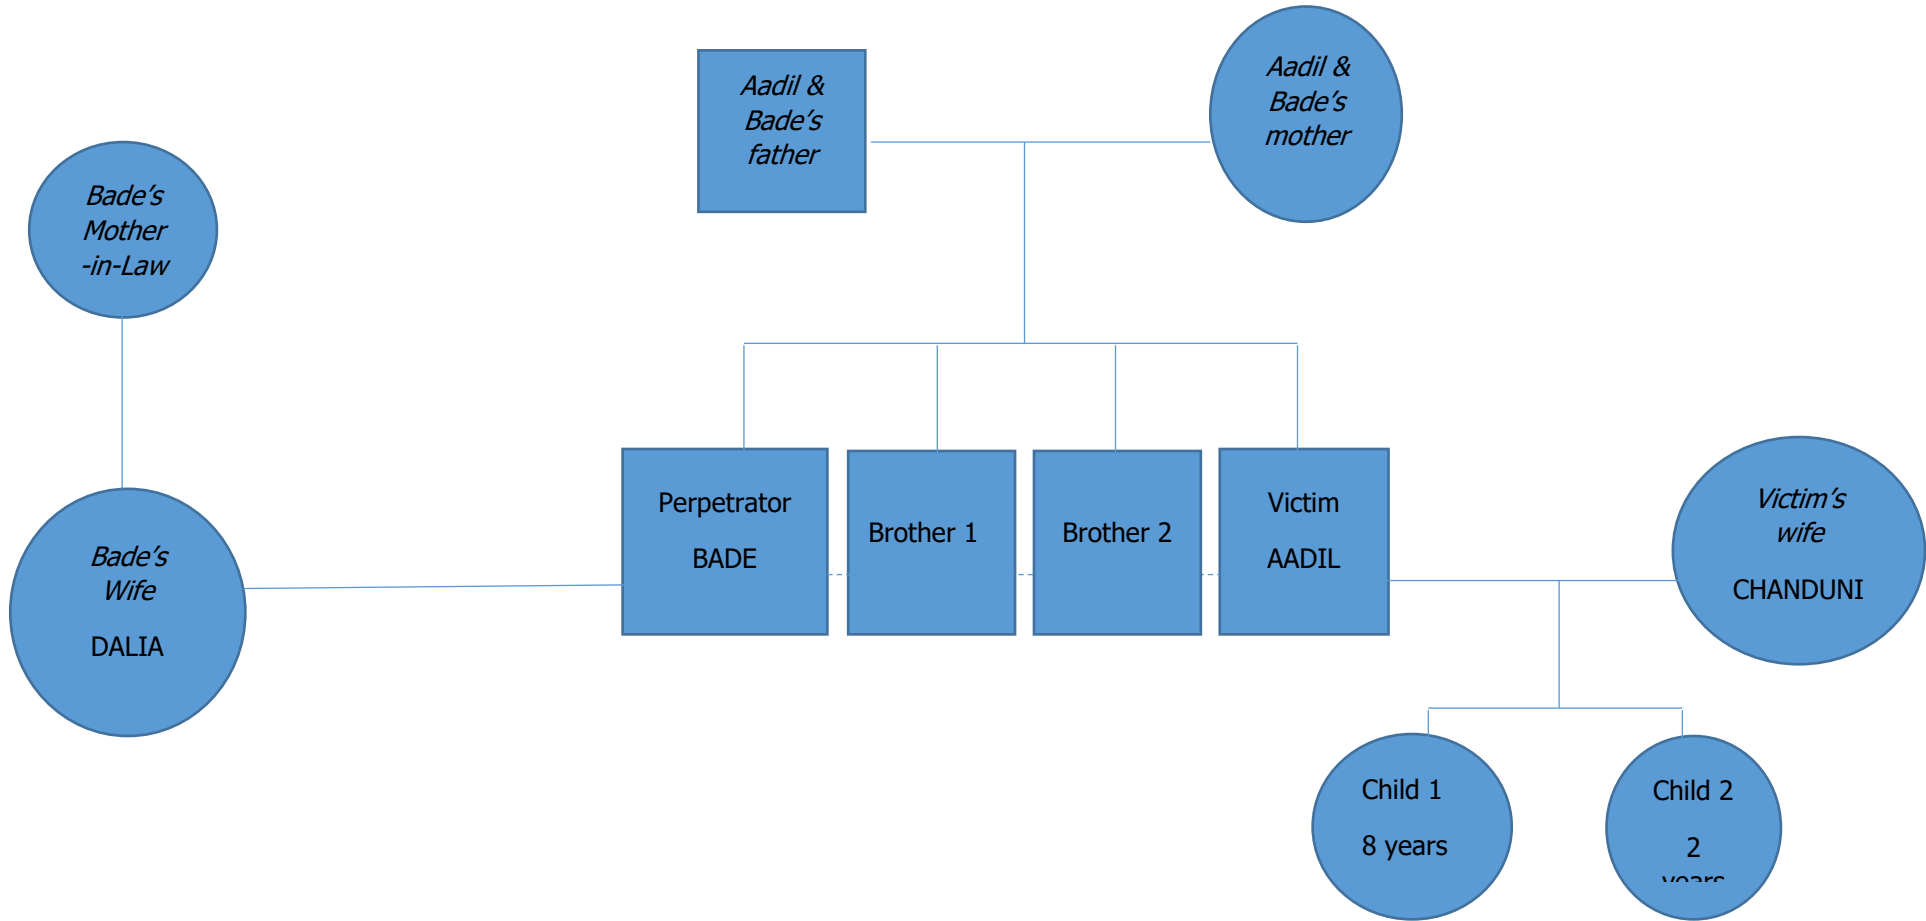 Aadil &
Bade's
father
Aadil &
Bade's
mother
Bade's
Mother
-in-Law
Perpetrator
BADE
Brother 1
Brother 2
Victim
AADIL
Victim's
wife
CHANDUNI
Bade's
Wife
DALIA
Child 1
8 years
Child 2
2
years